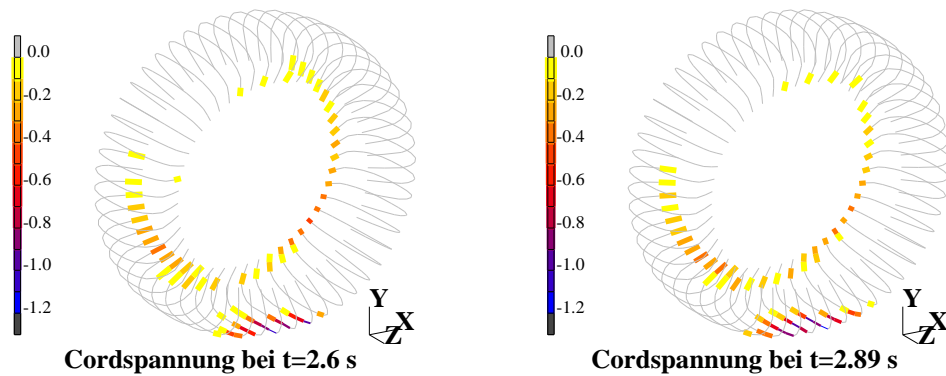 0.0
-0.2
-0.4
-0.6
-0.8
-1.0
-1.2
Y
X
Z
Cordspannung bei t=2.6 s
0.0
-0.2
-0.4
-0.6
-0.8
-1.0
-1.2
Y
X
Z
Cordspannung bei t=2.89 s